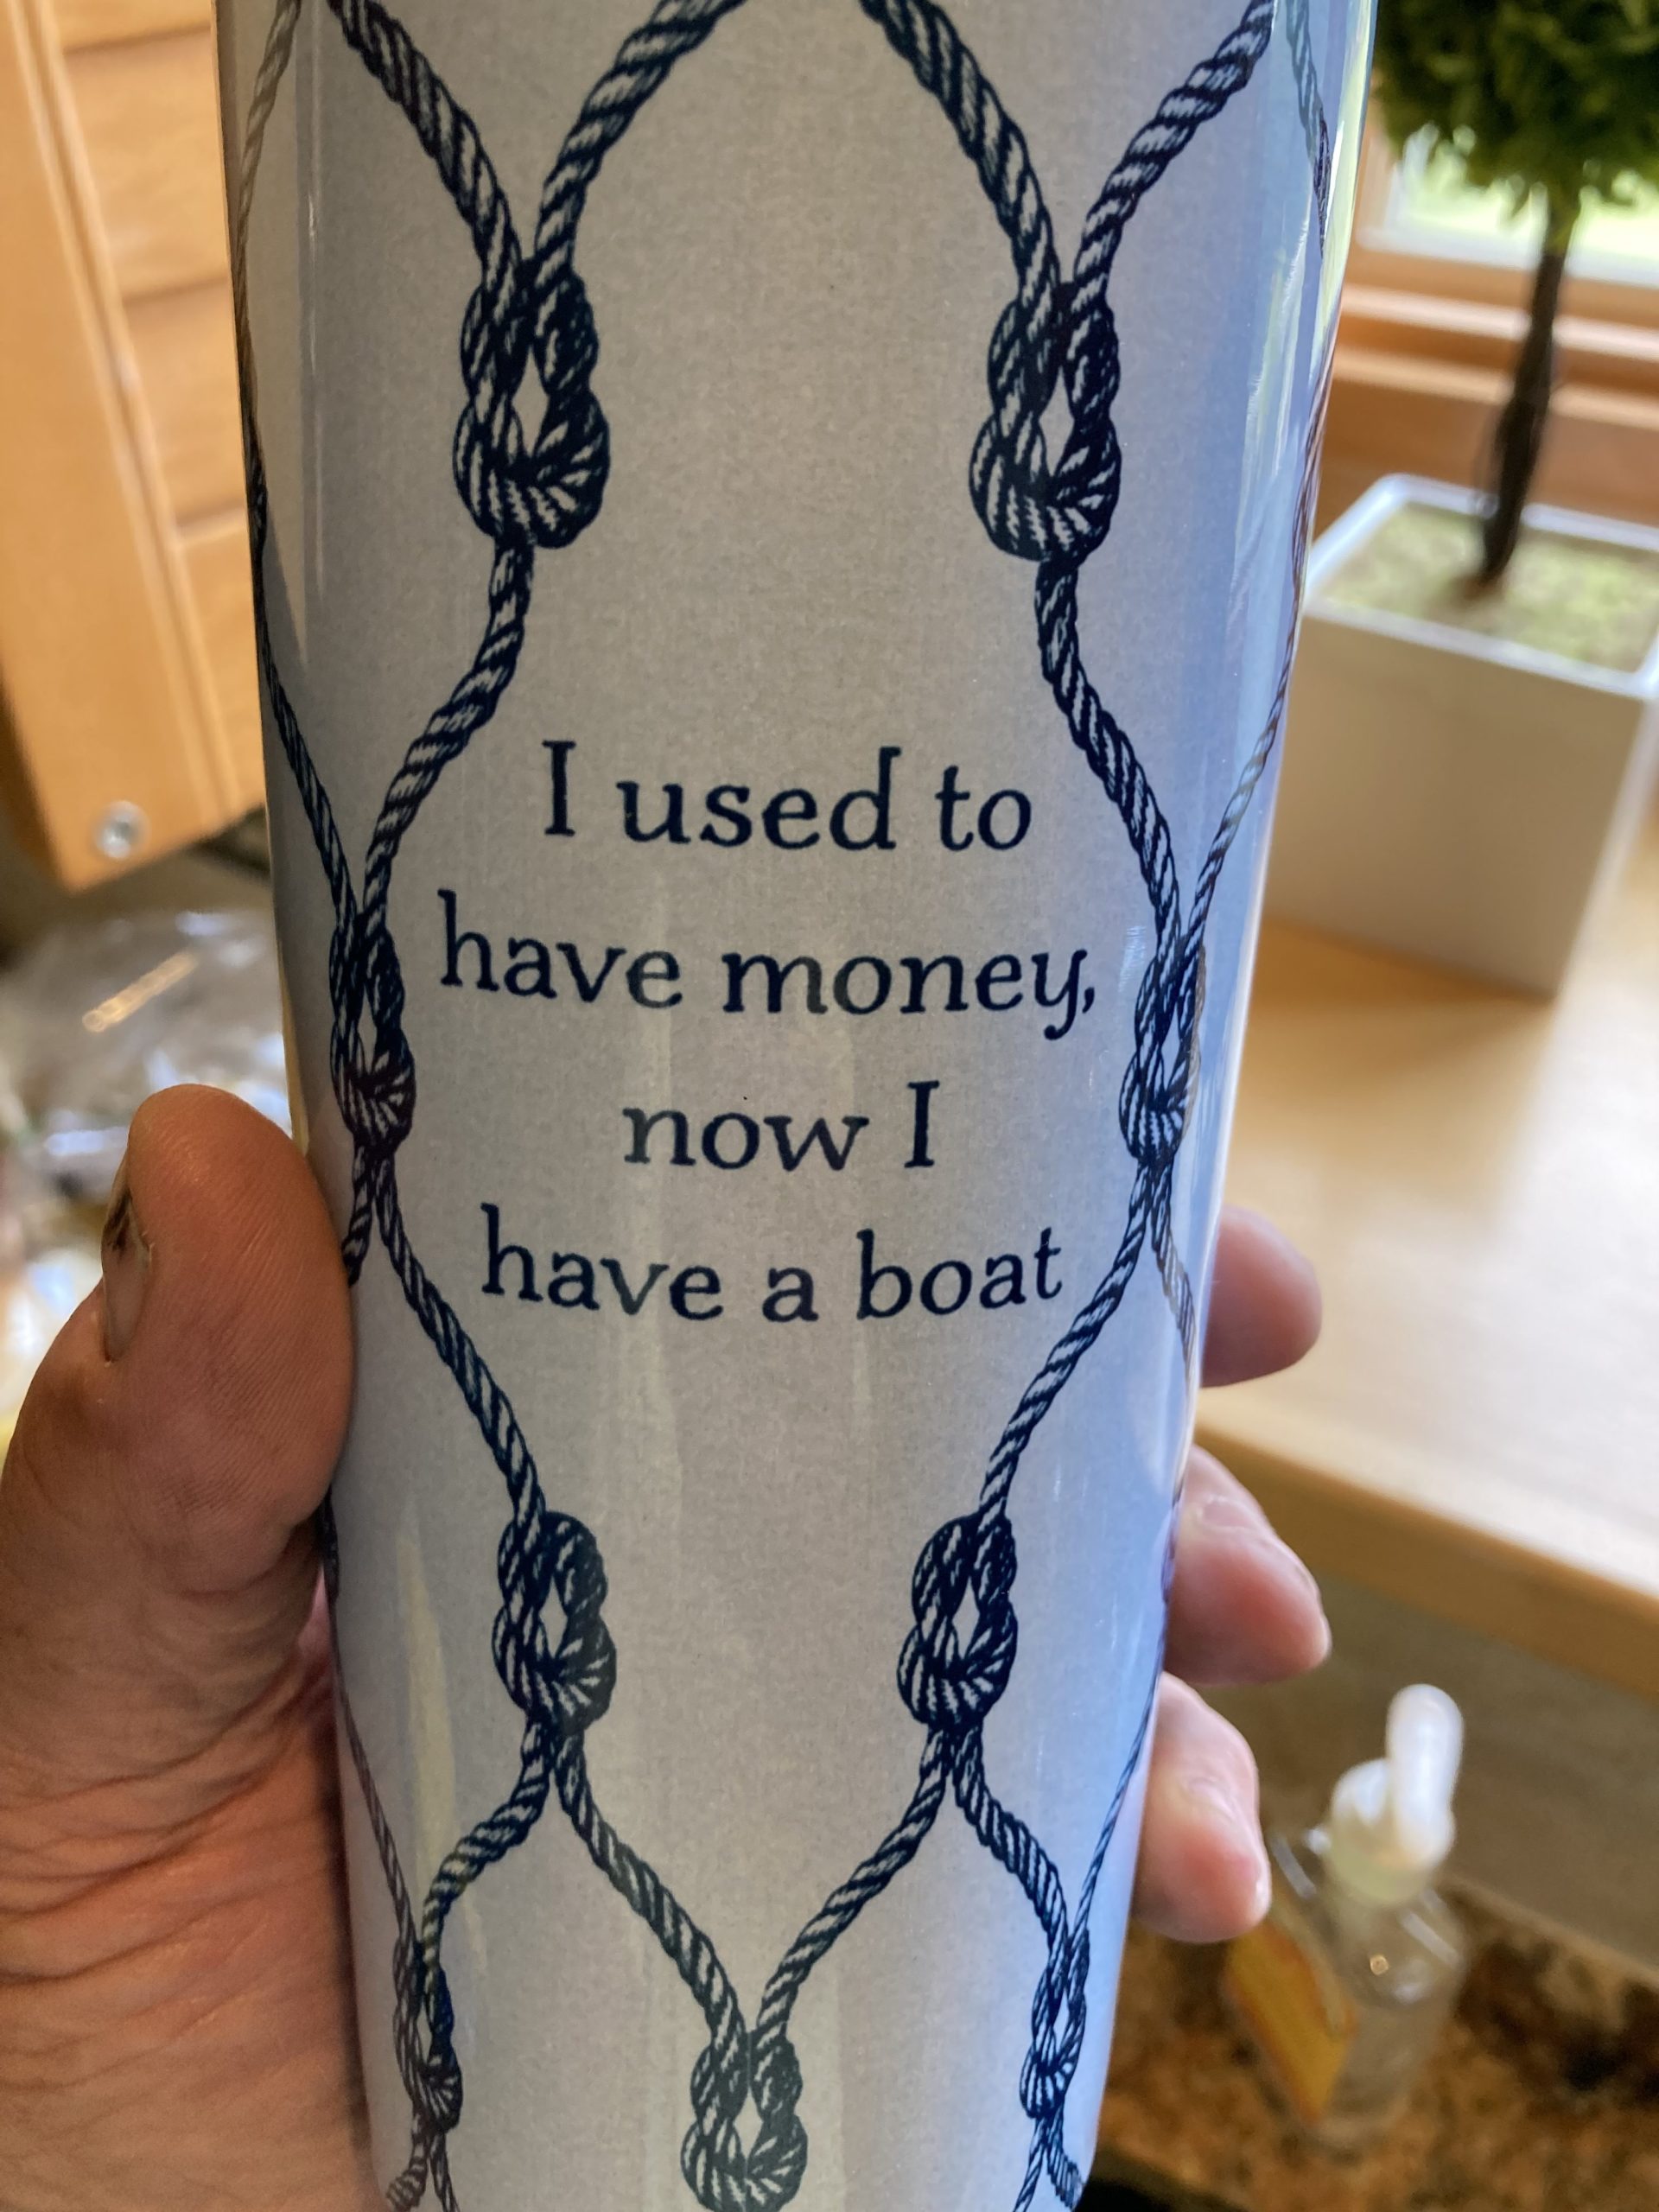 I used to
have money,
now I
have a boat